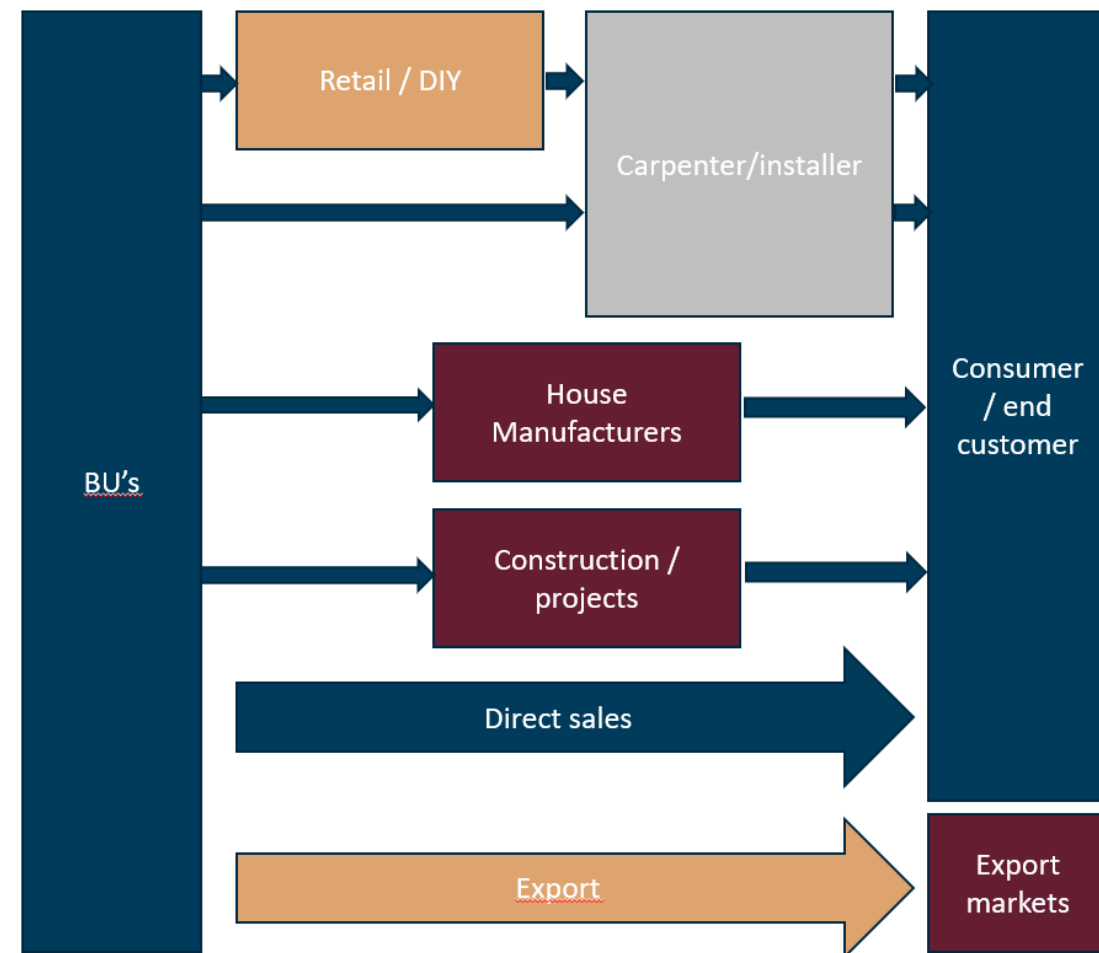 BU's
Retail / DIY
Carpenter/installer
House
Manufacturers
Construction /
projects
Direct sales
Export
Consumer
/ end
customer
Export
markets